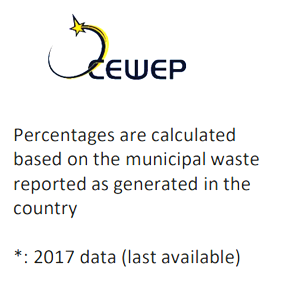 CEWEP
Percentages are calculated
based on the municipal waste
reported as generated in the
country
*: 2017 data (last available)